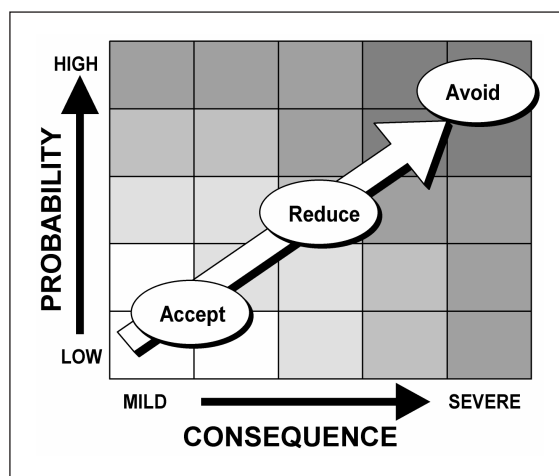 HIGH
Avoid
PROBABILITY
Reduce
Accept
LOW
MILD
SEVERE
CONSEQUENCE